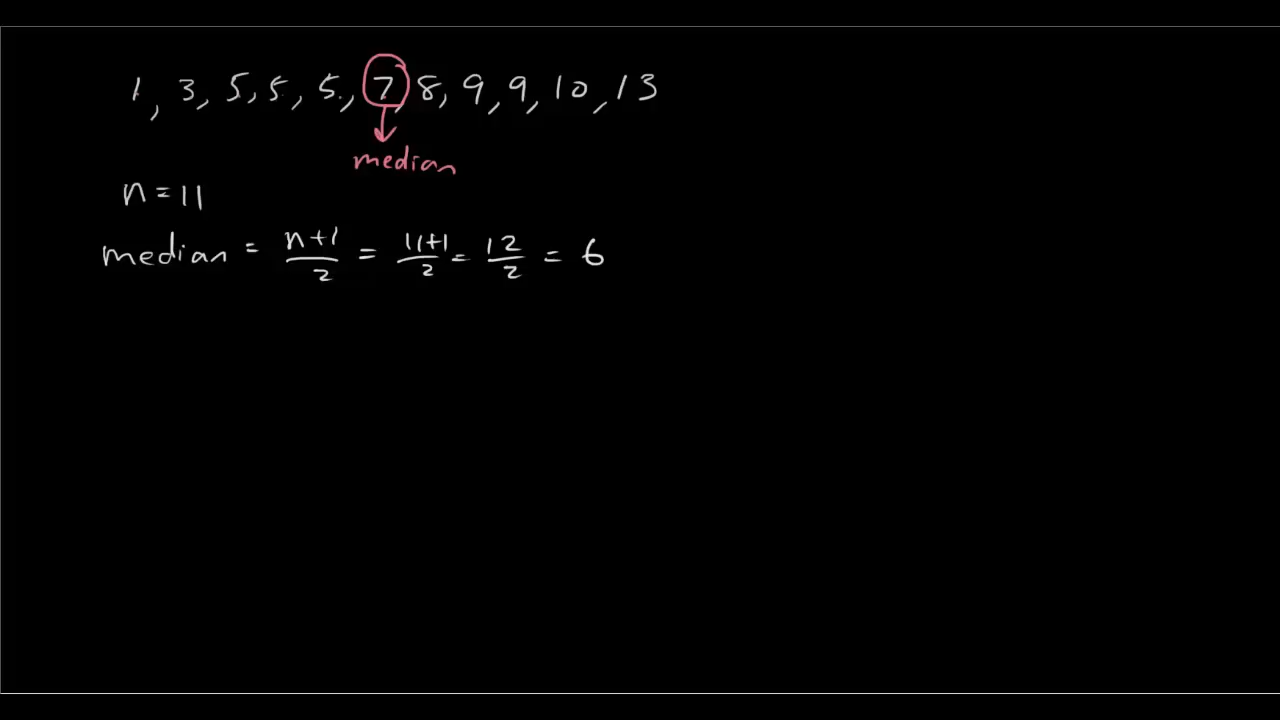 1, 3, 5, 5, 5, 7, 8, 9, 9, 10, 13
median
n = 11
median = n+1/2 = 11+1/2 = 12/2 = 6